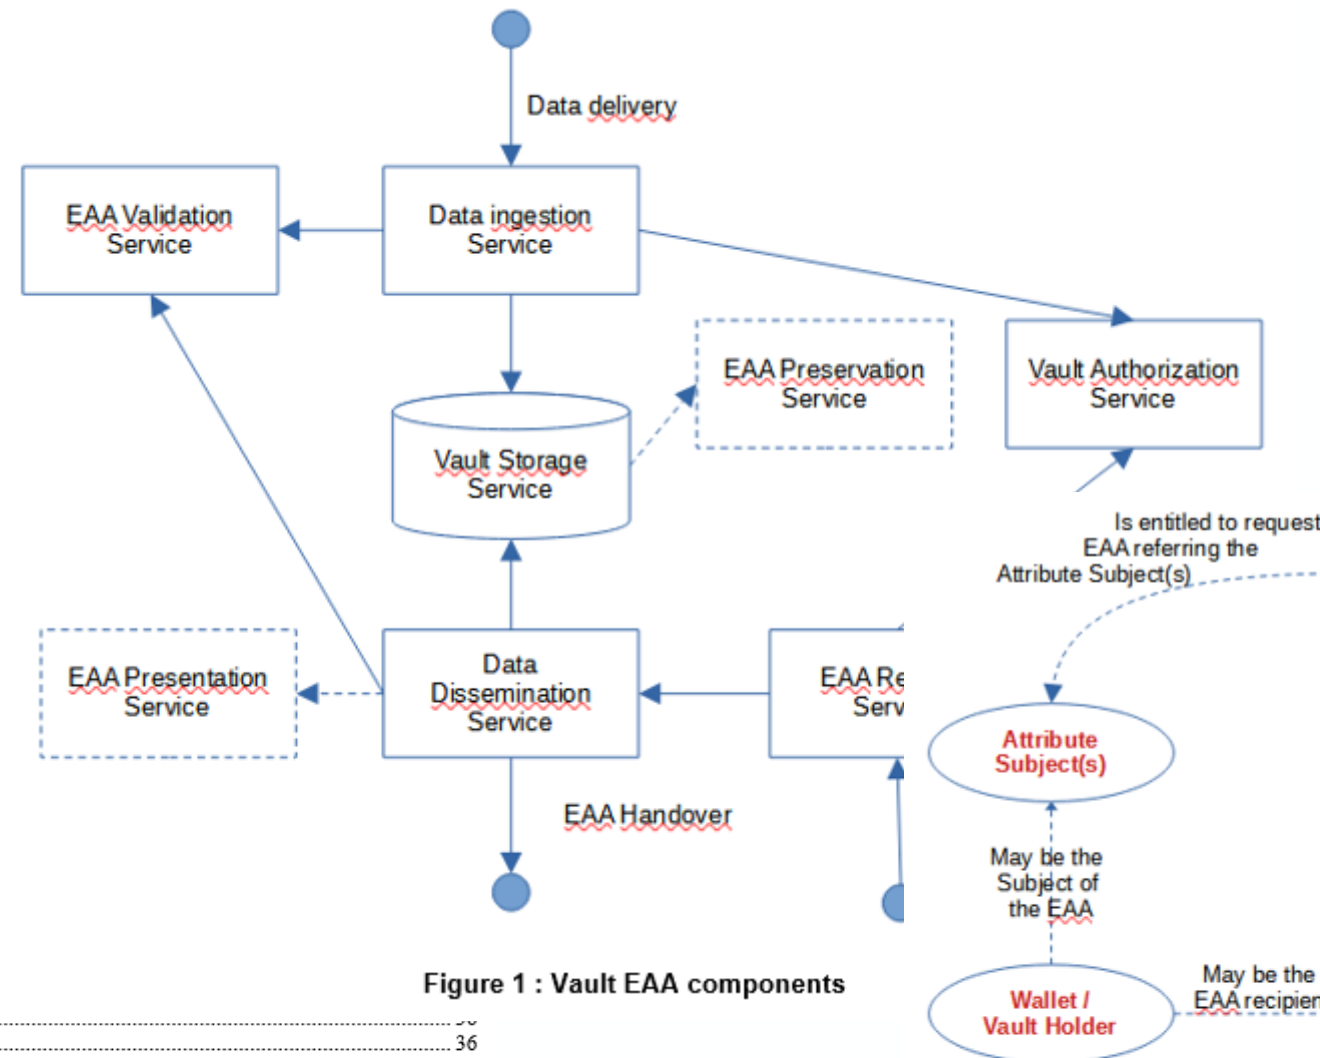 Data delivery
EAA Validation
Service
Data ingestion
Service
EAA Preservation
Service
Vault Authorization
Service
Vault Storage
Service
Is entitled to request
EAA referring the
Attribute Subject(s)
EAA Presentation
Service
Data
Dissemination
Service
EAA
Attribute
Subject(s)
EAA Handover
May be the
Subject of
the EAA
Figure 1 : Vault EAA components
Wallet /
Vault Holder
May be the
EAA
36